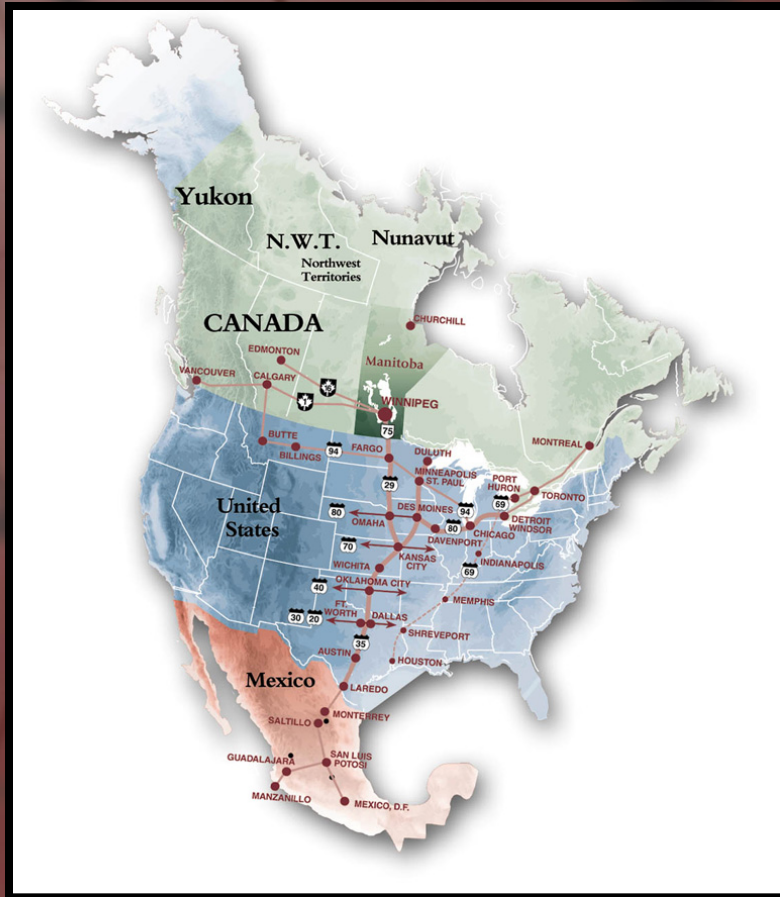 Yukon
N.W.T.
Northwest
Territories
Nunavut
CANADA
CHURCHILL
EDMONTON
Manitoba
VANCOUVER
CALGARY
16
1
WINNIPEG
75
BUTTE
BILLINGS
94
FARGO
DULUTH
MONTREAL
MINNEAPOLIS
ST. PAUL
PORT
HURON
TORONTO
29
69
United
States
80
OMAHA
DES MOINES
94
DETROIT
WINDSOR
80
CHICAGO
DAVENPORT
70
KANSAS
CITY
INDIANAPOLIS
WICHITA
69
40
OKLAHOMA CITY
MEMPHIS
FT.
WORTH
30
20
DALLAS
SHREVEPORT
35
AUSTIN
HOUSTON
Mexico
LAREDO
MONTERREY
SALTILLO
GUADALAJARA
SAN LUIS
POTOSI
MANZANILLO
MEXICO, D.F.